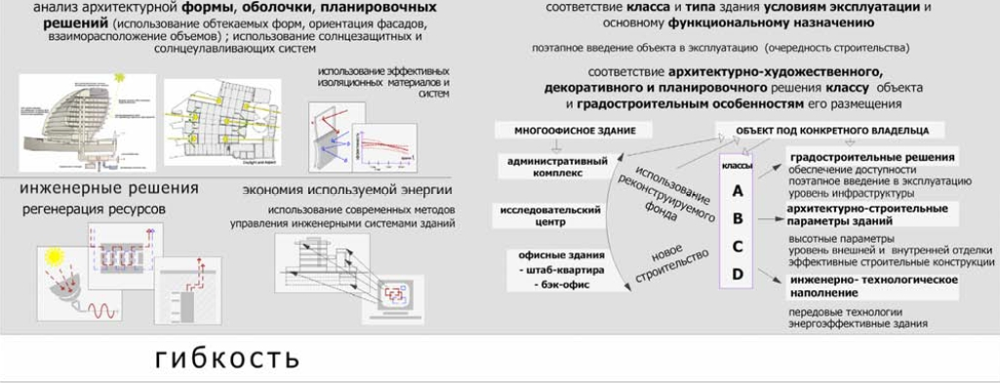 анализ архитектурной формы, оболочки, планировочных
решений (использование обтекаемых форм, ориентация фасадов,
взаиморасположение объемов) ; использование солнцезащитных и
солнцеулавливающих систем
использование эффективных
изоляционных материалов и
систем
инженерные решения
регенерация ресурсов
экономия используемой энергии
использование современных методов
управления инженерными системами зданий
соответствие класса и типа здания условиям эксплуатации и
основному функциональному назначению
поэтапное введение объекта в эксплуатацию (очередность строительства)
соответствие архитектурно-художественного,
декоративного и планировочного решения классу объекта
и градостроительным особенностям его размещения
МНОГООФИСНОЕ ЗДАНИЕ
ОБЪЕКТ ПОД КОНКРЕТНОГО ВЛАДЕЛЬЦА
административный
комплекс
исследовательский
центр
офисные здания
- штаб-квартира
- бэк-офис
использование
реконструируемого
фонда
новое
строительство
классы
A
B
C
D
градостроительные решения
обеспечение доступности
поэтапное введение в эксплуатацию
уровень инфраструктуры
архитектурно-строительные
параметры зданий
высотные параметры
уровень внешней и внутренней отделки
эффективные строительные конструкции
инженерно- технологическое
наполнение
передовые технологии
энергоэффективные здания
гибкость